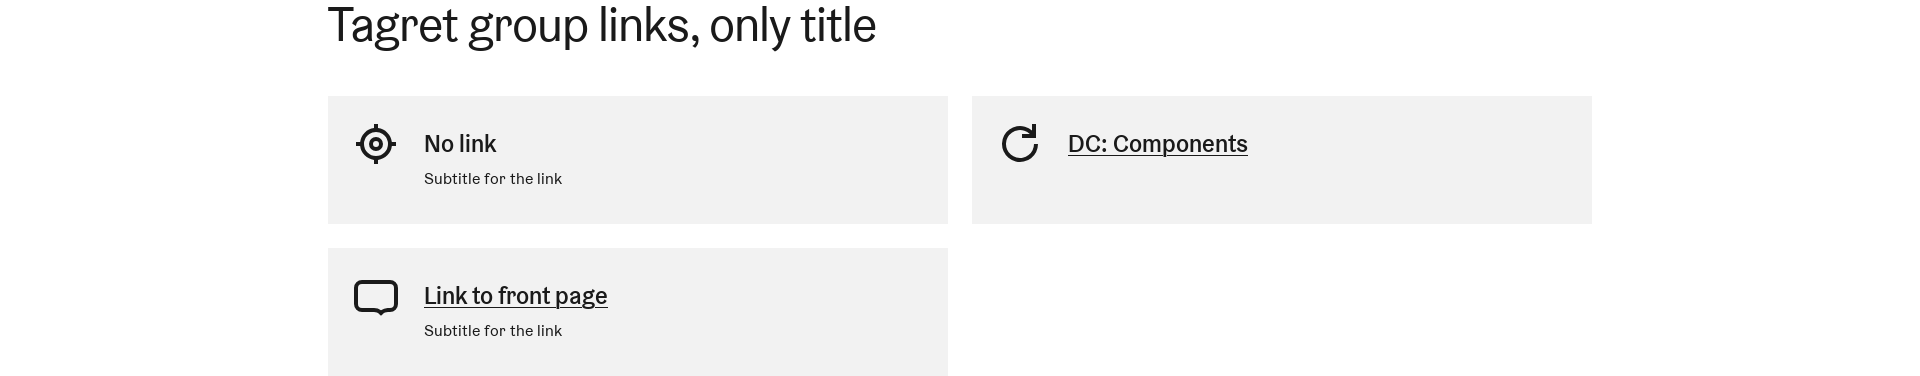 Tagret group links, only title
No link
Subtitle for the link
DC: Components
Link to front page
Subtitle for the link